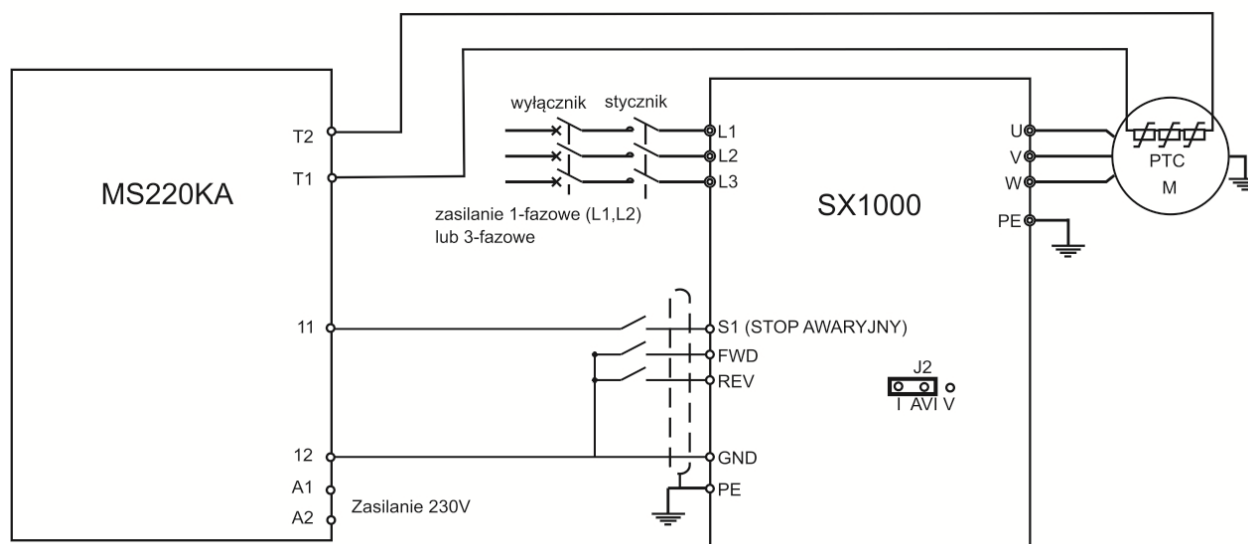 T2
T1
MS220KA
11
12
A1
A2
Zasilanie 230V
wyłącznik stycznik
zasilanie 1-fazowe (L1,L2)
lub 3-fazowe
L1
L2
L3
SX1000
S1 (STOP AWARYJNY)
FWD
REV
GND
PE
J2
I AVI V
U
V
W
PE
PTC
M